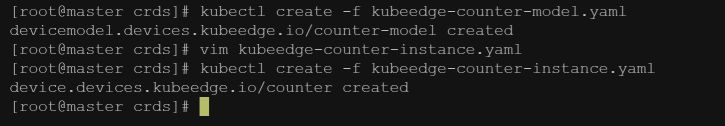 [root@master crds]# kubectl create -f kubeedge-counter-model.yaml
devicemodel.devices.kubeedge.io/counter-model created
[root@master crds]# vim kubeedge-counter-instance.yaml
[root@master crds]# kubectl create -f kubeedge-counter-instance.yaml
device.devices.kubeedge.io/counter created
[root@master crds]#